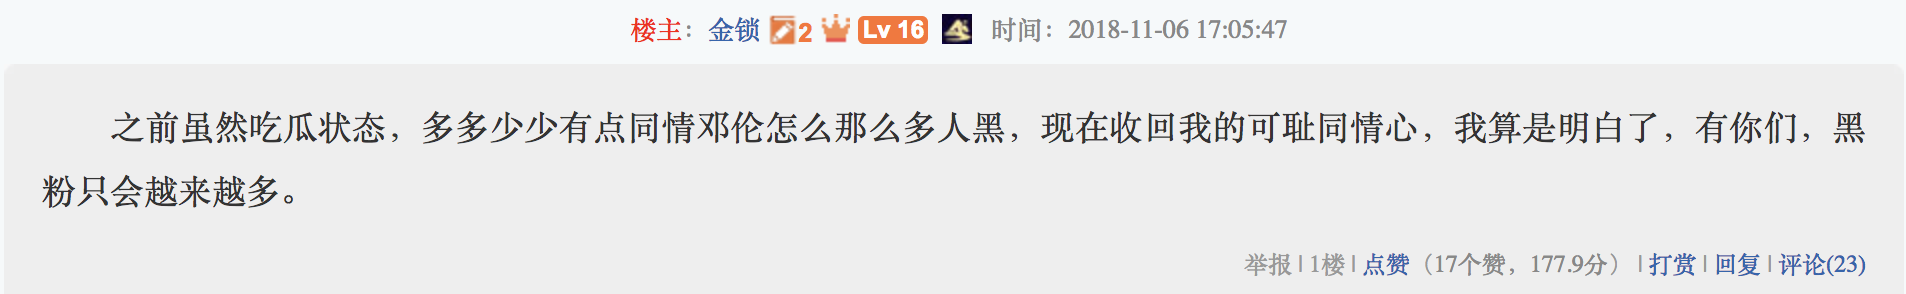 楼主：金锁 2 Lv 16 时间：2018-11-06 17:05:47
之前虽然吃瓜状态，多多少少有点同情邓伦怎么那么多人黑，现在收回我的可耻同情心，我算是明白了，有你们，黑
粉只会越来越多。
举报 | 1楼 | 点赞（17个赞，177.9分） | 打赏 | 回复 | 评论(23)